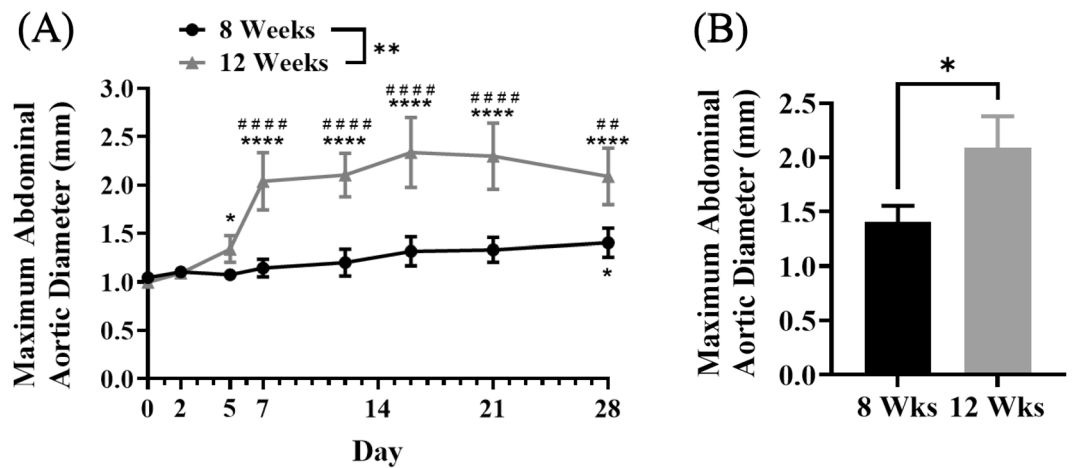 (A)
8 Weeks
12 Weeks
**
Maximum Abdominal
Aortic Diameter (mm)
3.0
2.5
2.0
1.5
1.0
0.5
0.0
####
****
####
****
####
****
####
****
##
****
*
*
0 2 5 7 14 21 28
Day
(B)
*
Maximum Abdominal
Aortic Diameter (mm)
2.5
2.0
1.5
1.0
0.5
0.0
8 Wks 12 Wks